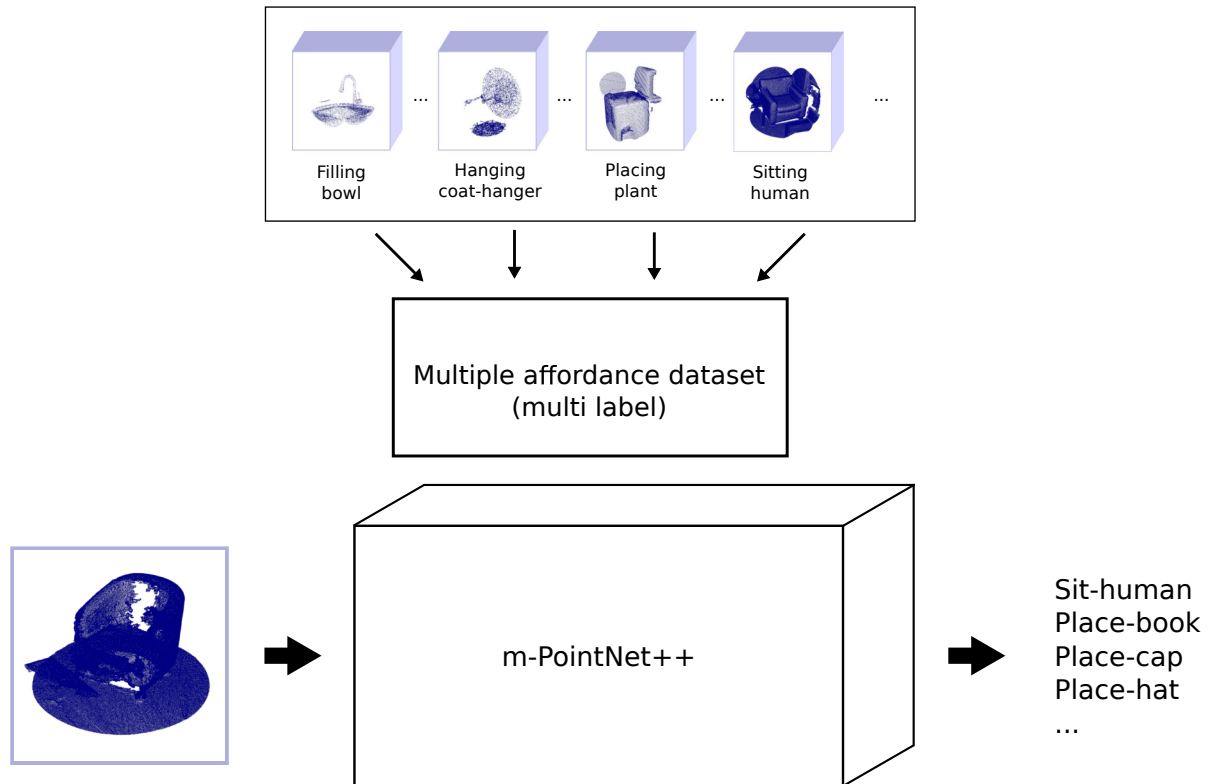 ... ... ... ...
Filling
bowl
Hanging
coat-hanger
Placing
plant
Sitting
human
Multiple affordance dataset
(multi label)
m-PointNet++
Sit-human
Place-book
Place-cap
Place-hat
...